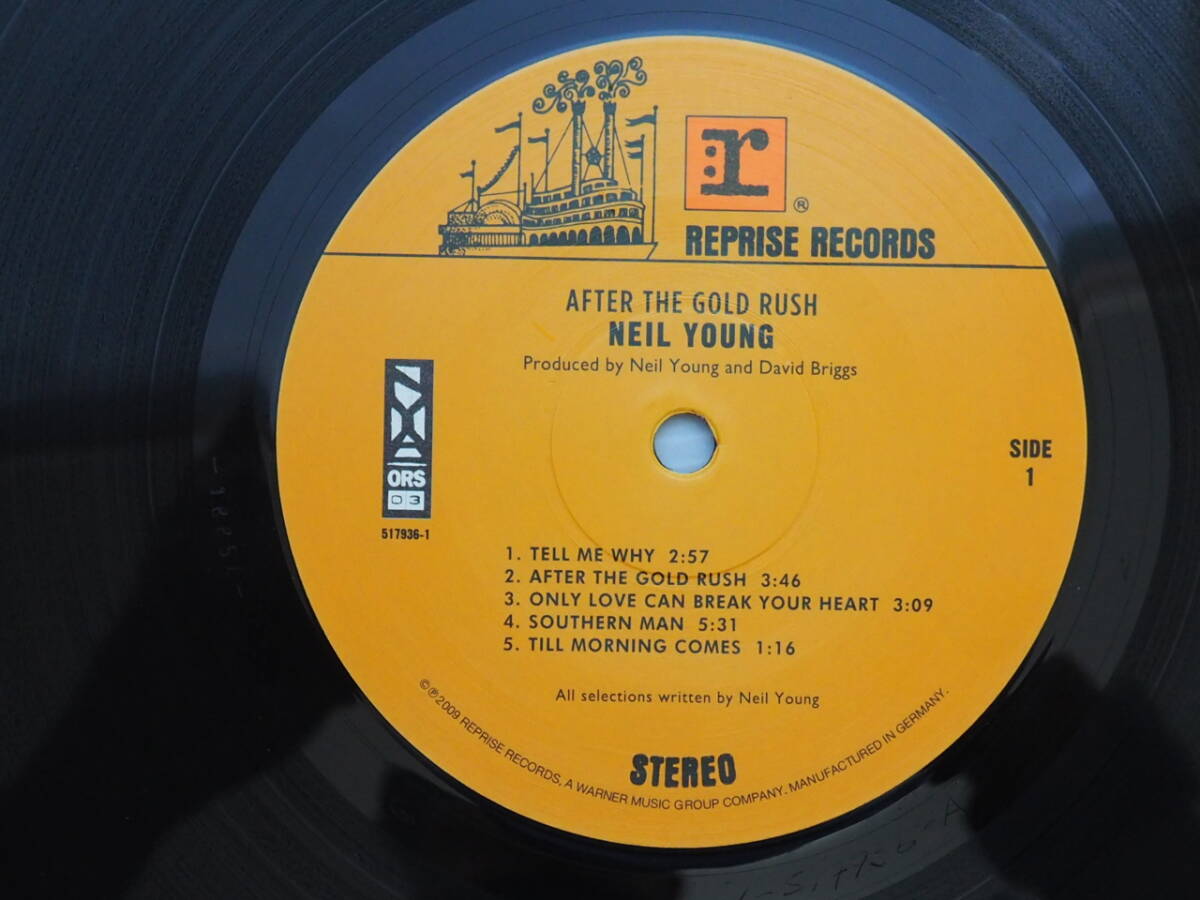 r
®
REPRISE RECORDS
AFTER THE GOLD RUSH
NEIL YOUNG
Produced by Neil Young and David Briggs
NYA
ORS
03
517936-1
SIDE
1
1. TELL ME WHY 2:57
2. AFTER THE GOLD RUSH 3:46
3. ONLY LOVE CAN BREAK YOUR HEART 3:09
4. SOUTHERN MAN 5:31
5. TILL MORNING COMES 1:16
All selections written by Neil Young
STEREO
©℗2009 REPRISE RECORDS, A WARNER MUSIC GROUP COMPANY. MANUFACTURED IN GERMANY.